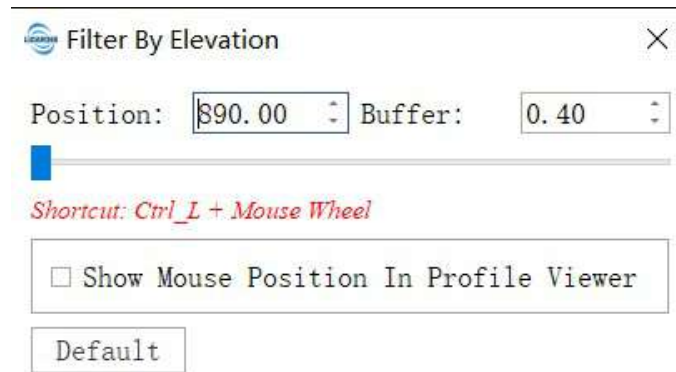 Filter By Elevation
Position: 890.00 Buffer: 0.40
Shortcut: Ctrl_L + Mouse Wheel
Show Mouse Position In Profile Viewer
Default